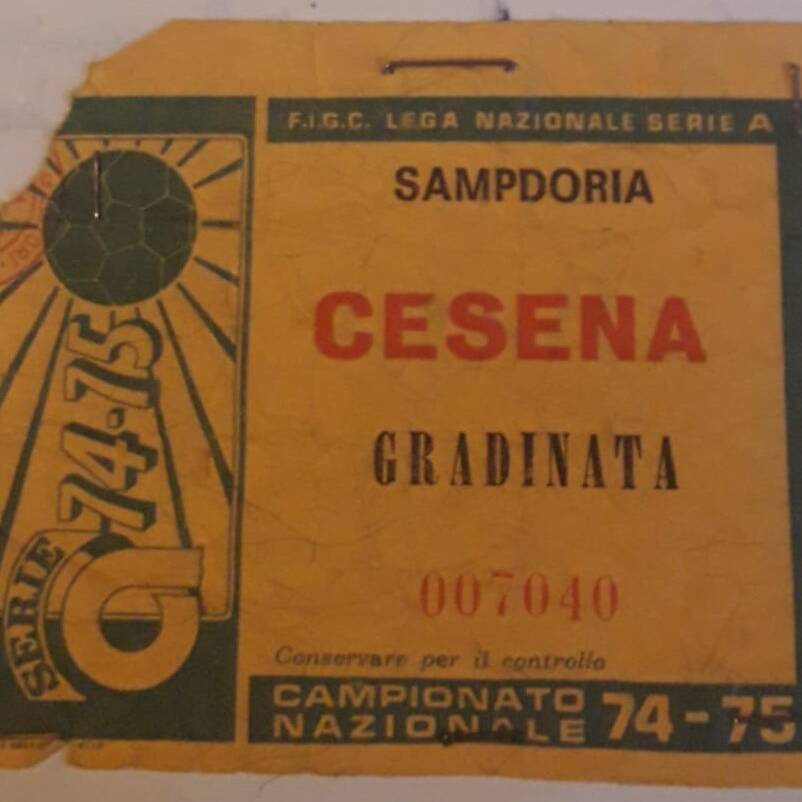 F.I.G.C. LEGA NAZIONALE SERIE A
SAMPDORIA
CESENA
GRADINATA
007040
Conservare per il controllo
CAMPIONATO
NAZIONALE 74-75
74-75
SERIE
a